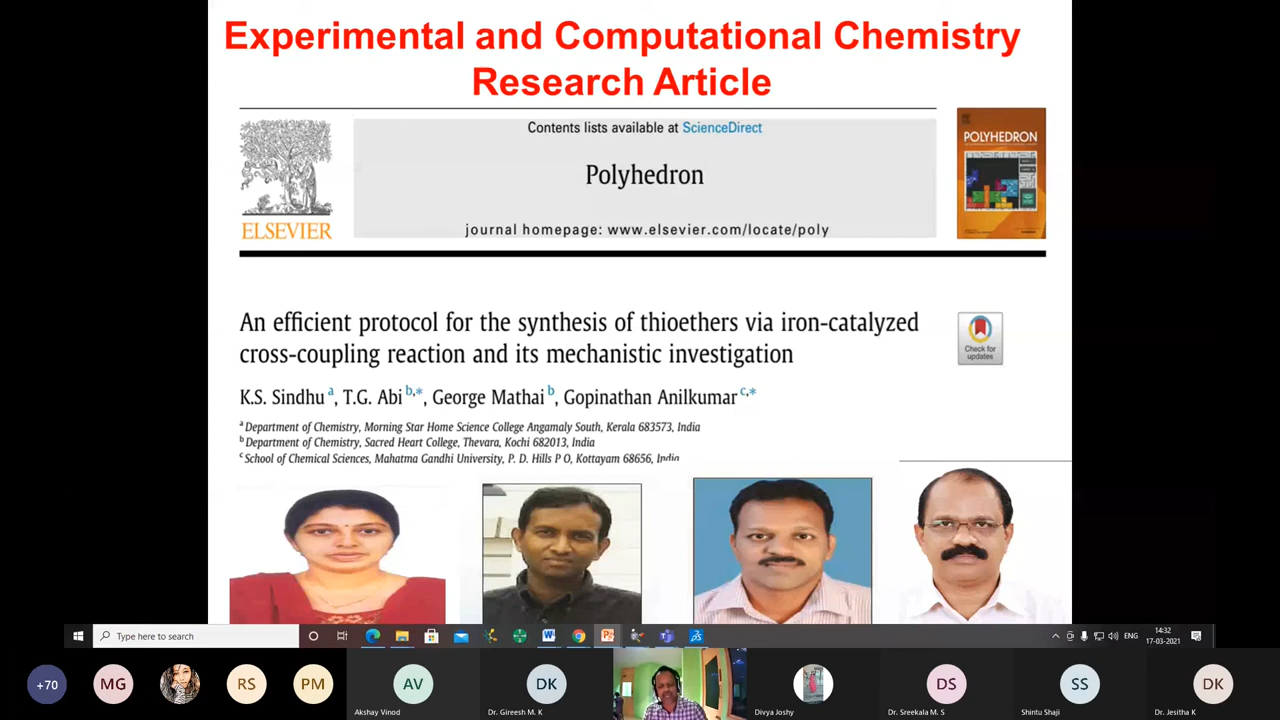 Experimental and Computational Chemistry
Research Article
Contents lists available at ScienceDirect
Polyhedron
journal homepage: www.elsevier.com/locate/poly
ELSEVIER
POLYHEDRON
An efficient protocol for the synthesis of thioethers via iron-catalyzed
cross-coupling reaction and its mechanistic investigation
Check for
updates
K.S. Sindhu a, T.G. Abi b,*, George Mathai b, Gopinathan Anilkumar c,*
a Department of Chemistry, Morning Star Home Science College Angamaly South, Kerala 683573, India
b Department of Chemistry, Sacred Heart College, Thevara, Kochi 682013, India
c School of Chemical Sciences, Mahatma Gandhi University, P. D. Hills P O, Kottayam 68656, India
Type here to search
ENG
14:32
17-03-2021
+70
MG
RS
PM
AV
DK
DS
SS
DK
Akshay Vinod
Dr. Gireesh M. K
Divya Joshy
Dr. Sreekala M. S
Shintu Shaji
Dr. Jesitha K